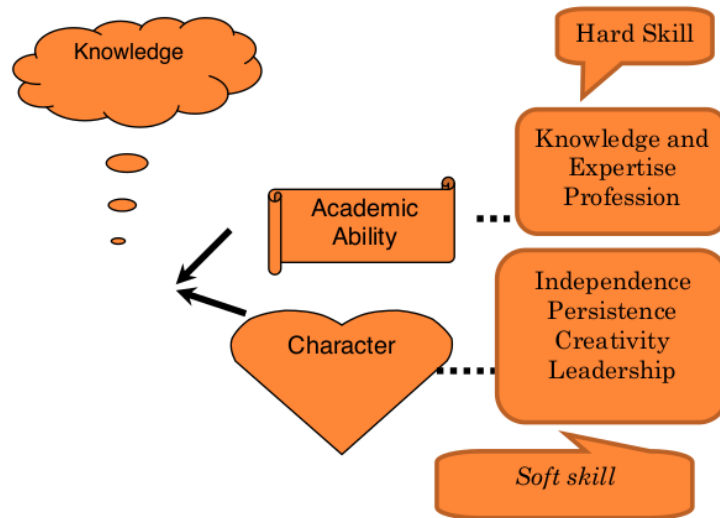 Knowledge
Hard Skill
Knowledge and
Expertise
Profession
Academic
Ability
Independence
Persistence
Creativity
Leadership
Character
Soft skill